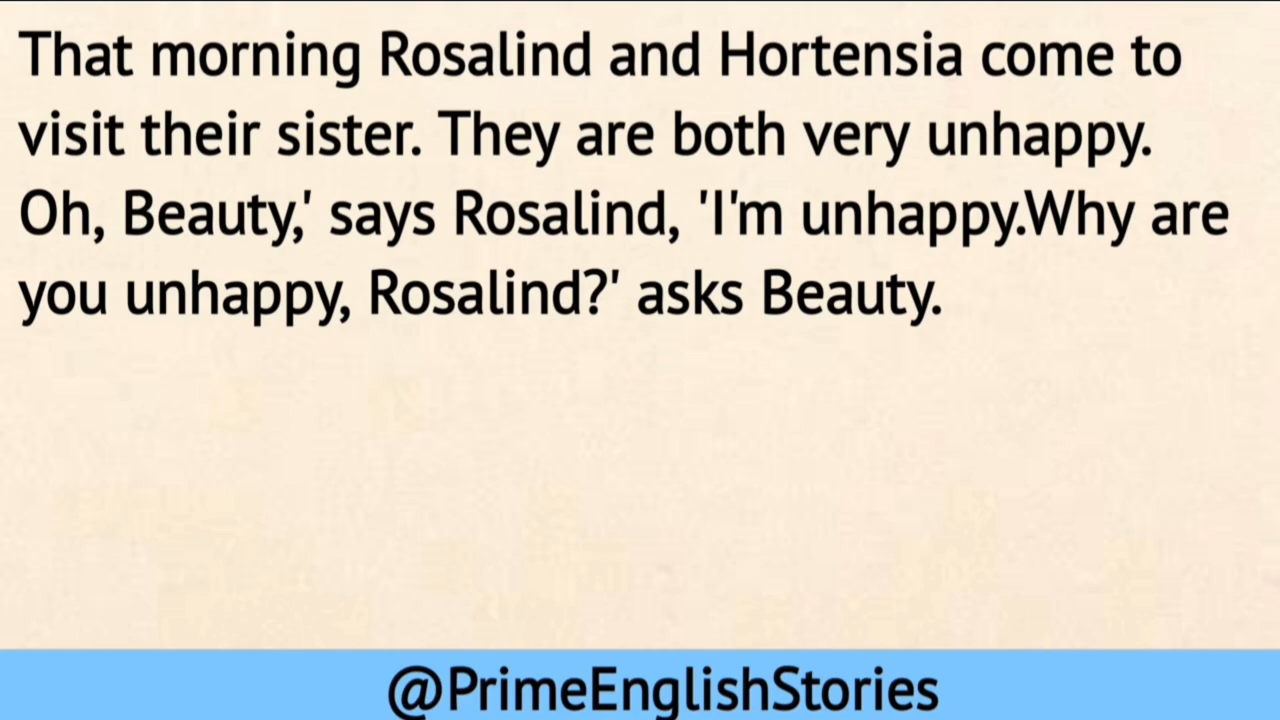 That morning Rosalind and Hortensia come to
visit their sister. They are both very unhappy.
Oh, Beauty,' says Rosalind, 'I'm unhappy.Why are
you unhappy, Rosalind?' asks Beauty.
@PrimeEnglishStories